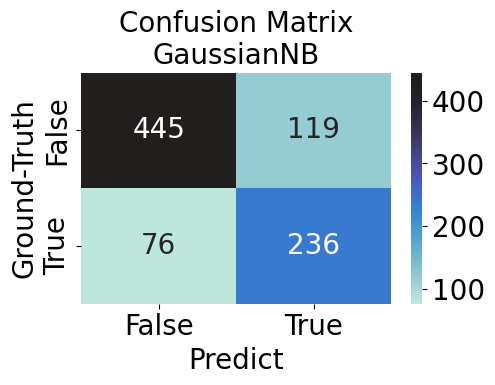 Confusion Matrix
GaussianNB
Ground-Truth
False
True
445
119
76
236
False
True
Predict
400
300
200
100